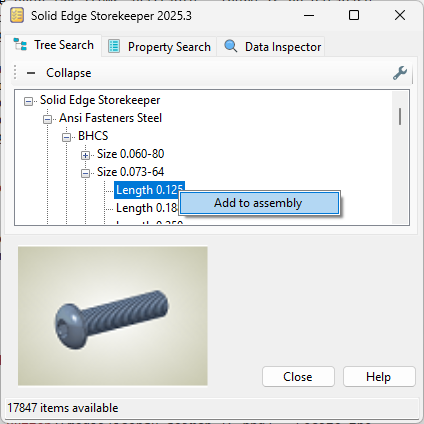 Solid Edge Storekeeper 2025.3
Tree Search
Property Search
Data Inspector
Collapse
Solid Edge Storekeeper
Ansi Fasteners Steel
BHCS
Size 0.060-80
Size 0.073-64
Length 0.125
Add to assembly
Length 0.18
Close
Help
17847 items available